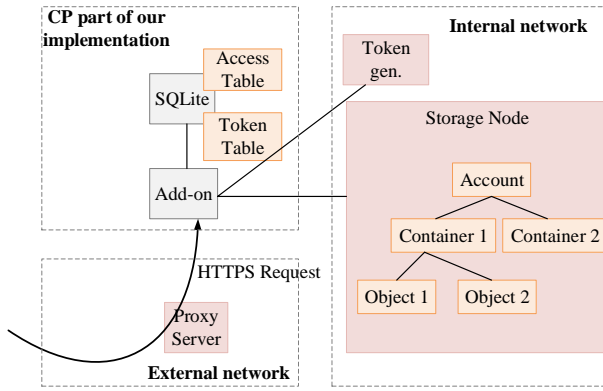 CP part of our
implementation
Access
Table
SQLite
Token
Table
Add-on
HTTPS Request
Proxy
Server
External network
Internal network
Token
gen.
Storage Node
Account
Container 1
Container 2
Object 1
Object 2